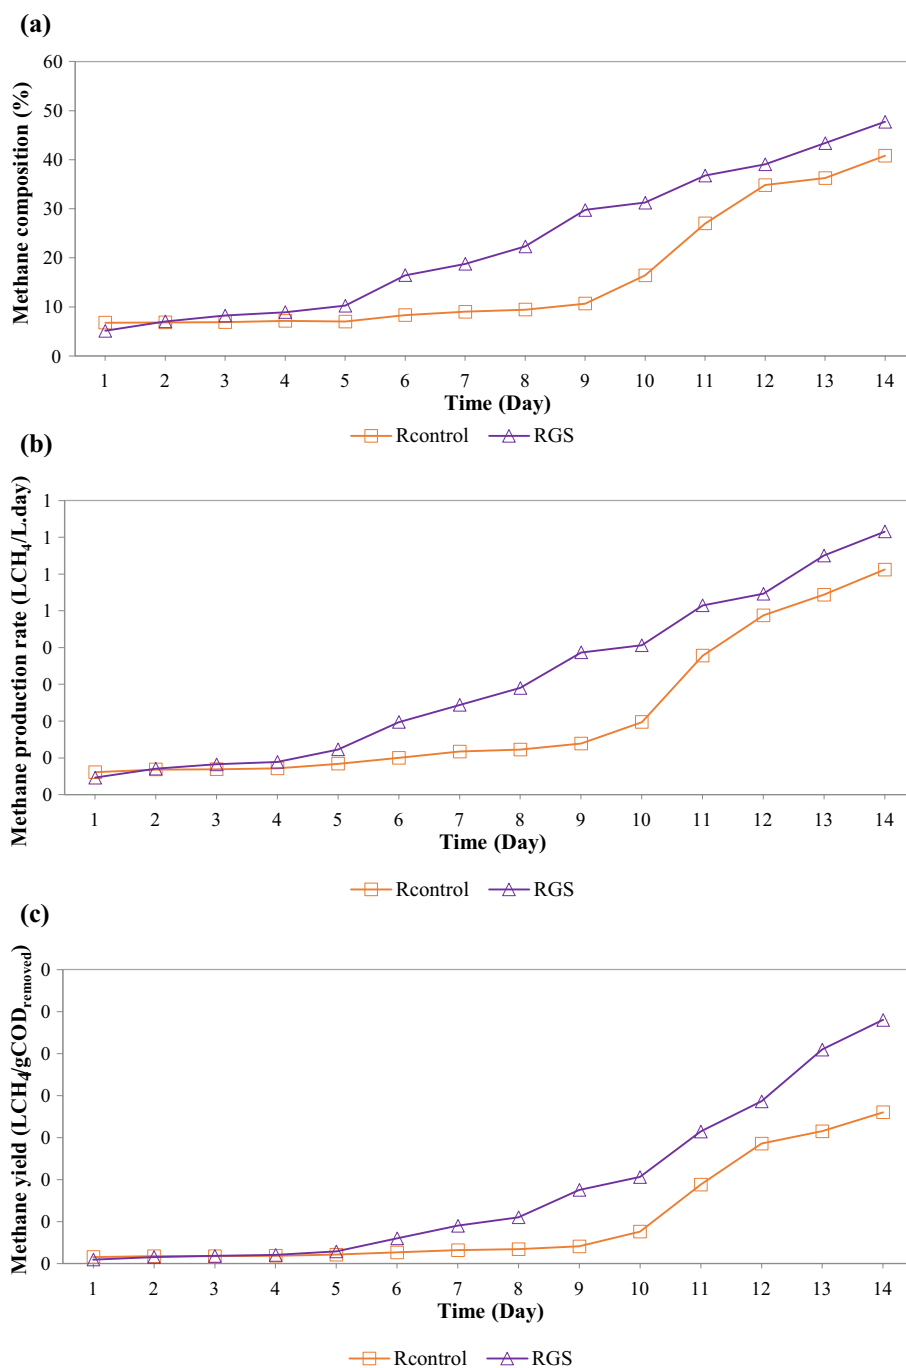 (a)
Methane composition (%)
60
50
40
30
20
10
0
1 2 3 4 5 6 7 8 9 10 11 12 13 14
Time (Day)
Rcontrol RGS
(b)
Methane production rate (LCH₄/L.day)
1
1
1
1
0
0
0
0
0
1 2 3 4 5 6 7 8 9 10 11 12 13 14
Time (Day)
Rcontrol RGS
(c)
Methane yield (LCH₄/gCOD_removed)
0
0
0
0
0
0
0
0
1 2 3 4 5 6 7 8 9 10 11 12 13 14
Time (Day)
Rcontrol RGS